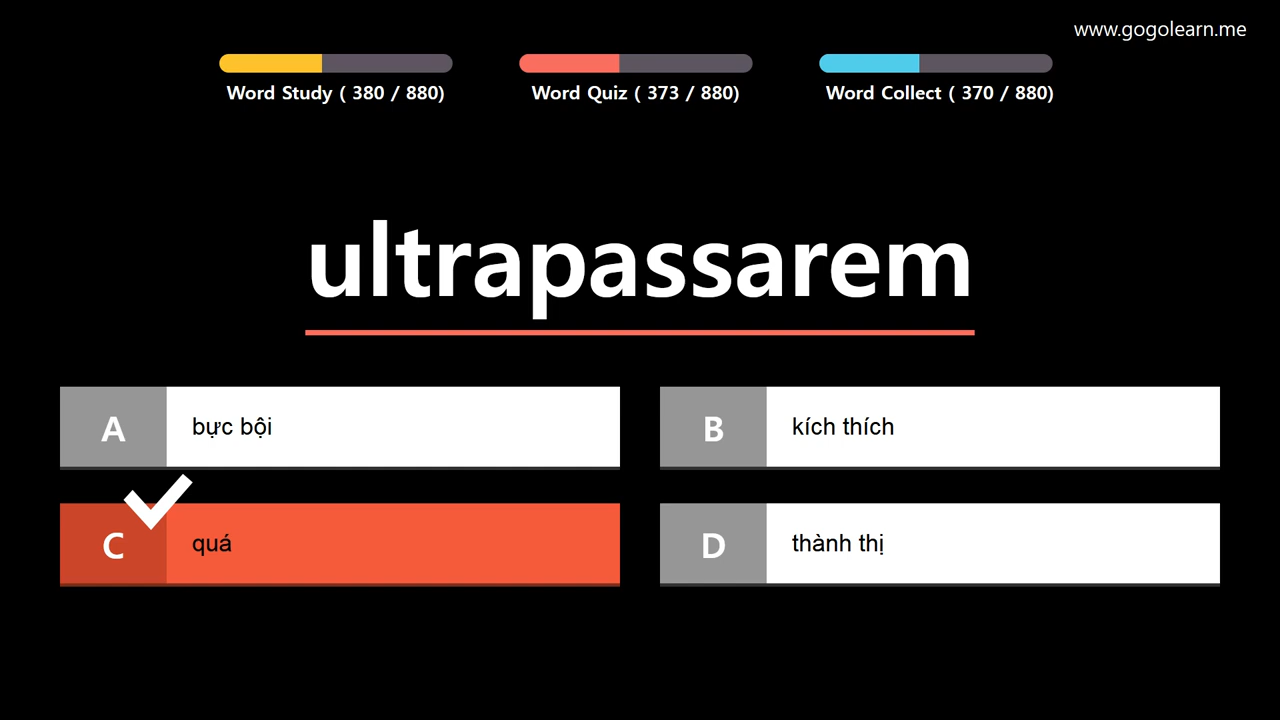 www.gogolearn.me
Word Study ( 380 / 880)
Word Quiz ( 373 / 880)
Word Collect ( 370 / 880)
ultrapassarem
A
bực bội
B
kích thích
C
quá
D
thành thị